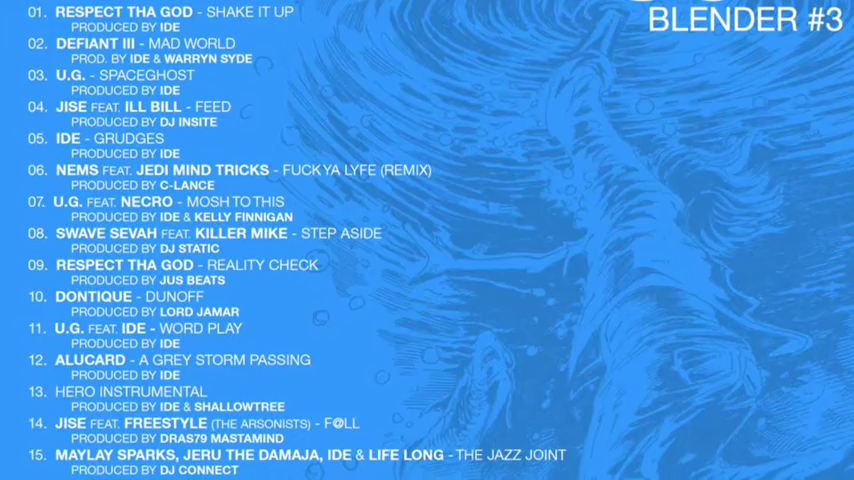 BLENDER #3
01. RESPECT THA GOD - SHAKE IT UP
PRODUCED BY IDE
02. DEFIANT III - MAD WORLD
PROD. BY IDE & WARRYN SYDE
03. U.G. - SPACEGHOST
PRODUCED BY IDE
04. JISE FEAT. ILL BILL - FEED
PRODUCED BY DJ INSITE
05. IDE - GRUDGES
PRODUCED BY IDE
06. NEMS FEAT. JEDI MIND TRICKS - FUCK YA LYFE (REMIX)
PRODUCED BY C-LANCE
07. U.G. FEAT. NECRO - MOSH TO THIS
PRODUCED BY IDE & KELLY FINNIGAN
08. SWAVE SEVAH FEAT. KILLER MIKE - STEP ASIDE
PRODUCED BY DJ STATIC
09. RESPECT THA GOD - REALITY CHECK
PRODUCED BY JUS BEATS
10. DONTIQUE - DUNOFF
PRODUCED BY LORD JAMAR
11. U.G. FEAT. IDE - WORD PLAY
PRODUCED BY IDE
12. ALUCARD - A GREY STORM PASSING
PRODUCED BY IDE
13. HERO INSTRUMENTAL
PRODUCED BY IDE & SHALLOWTREE
14. JISE FEAT. FREESTYLE (THE ARSONISTS) - F@LL
PRODUCED BY DRAS79 MASTAMIND
15. MAYLAY SPARKS, JERU THE DAMAJA, IDE & LIFE LONG - THE JAZZ JOINT
PRODUCED BY DJ CONNECT